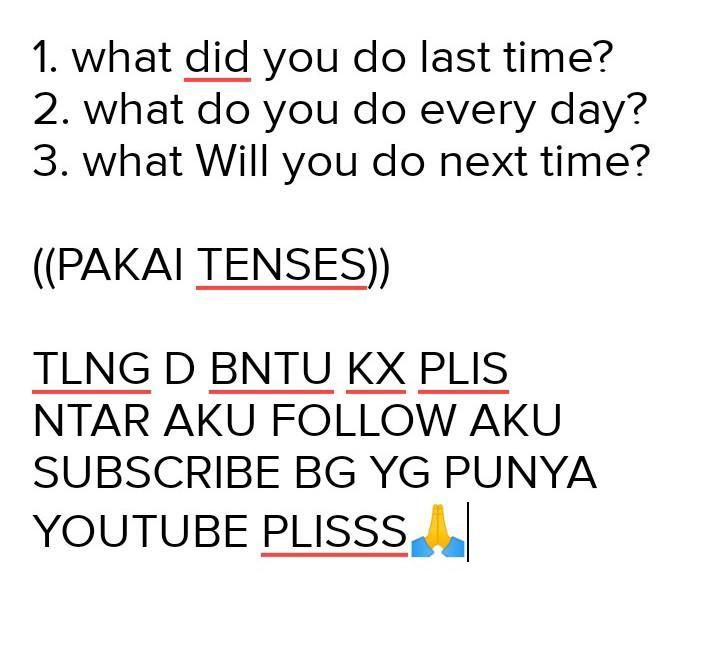 1. what did you do last time?
2. what do you do every day?
3. what Will you do next time?
((PAKAI TENSES))
TLNG D BNTU KX PLIS
NTAR AKU FOLLOW AKU
SUBSCRIBE BG YG PUNYA
YOUTUBE PLISSS🙏